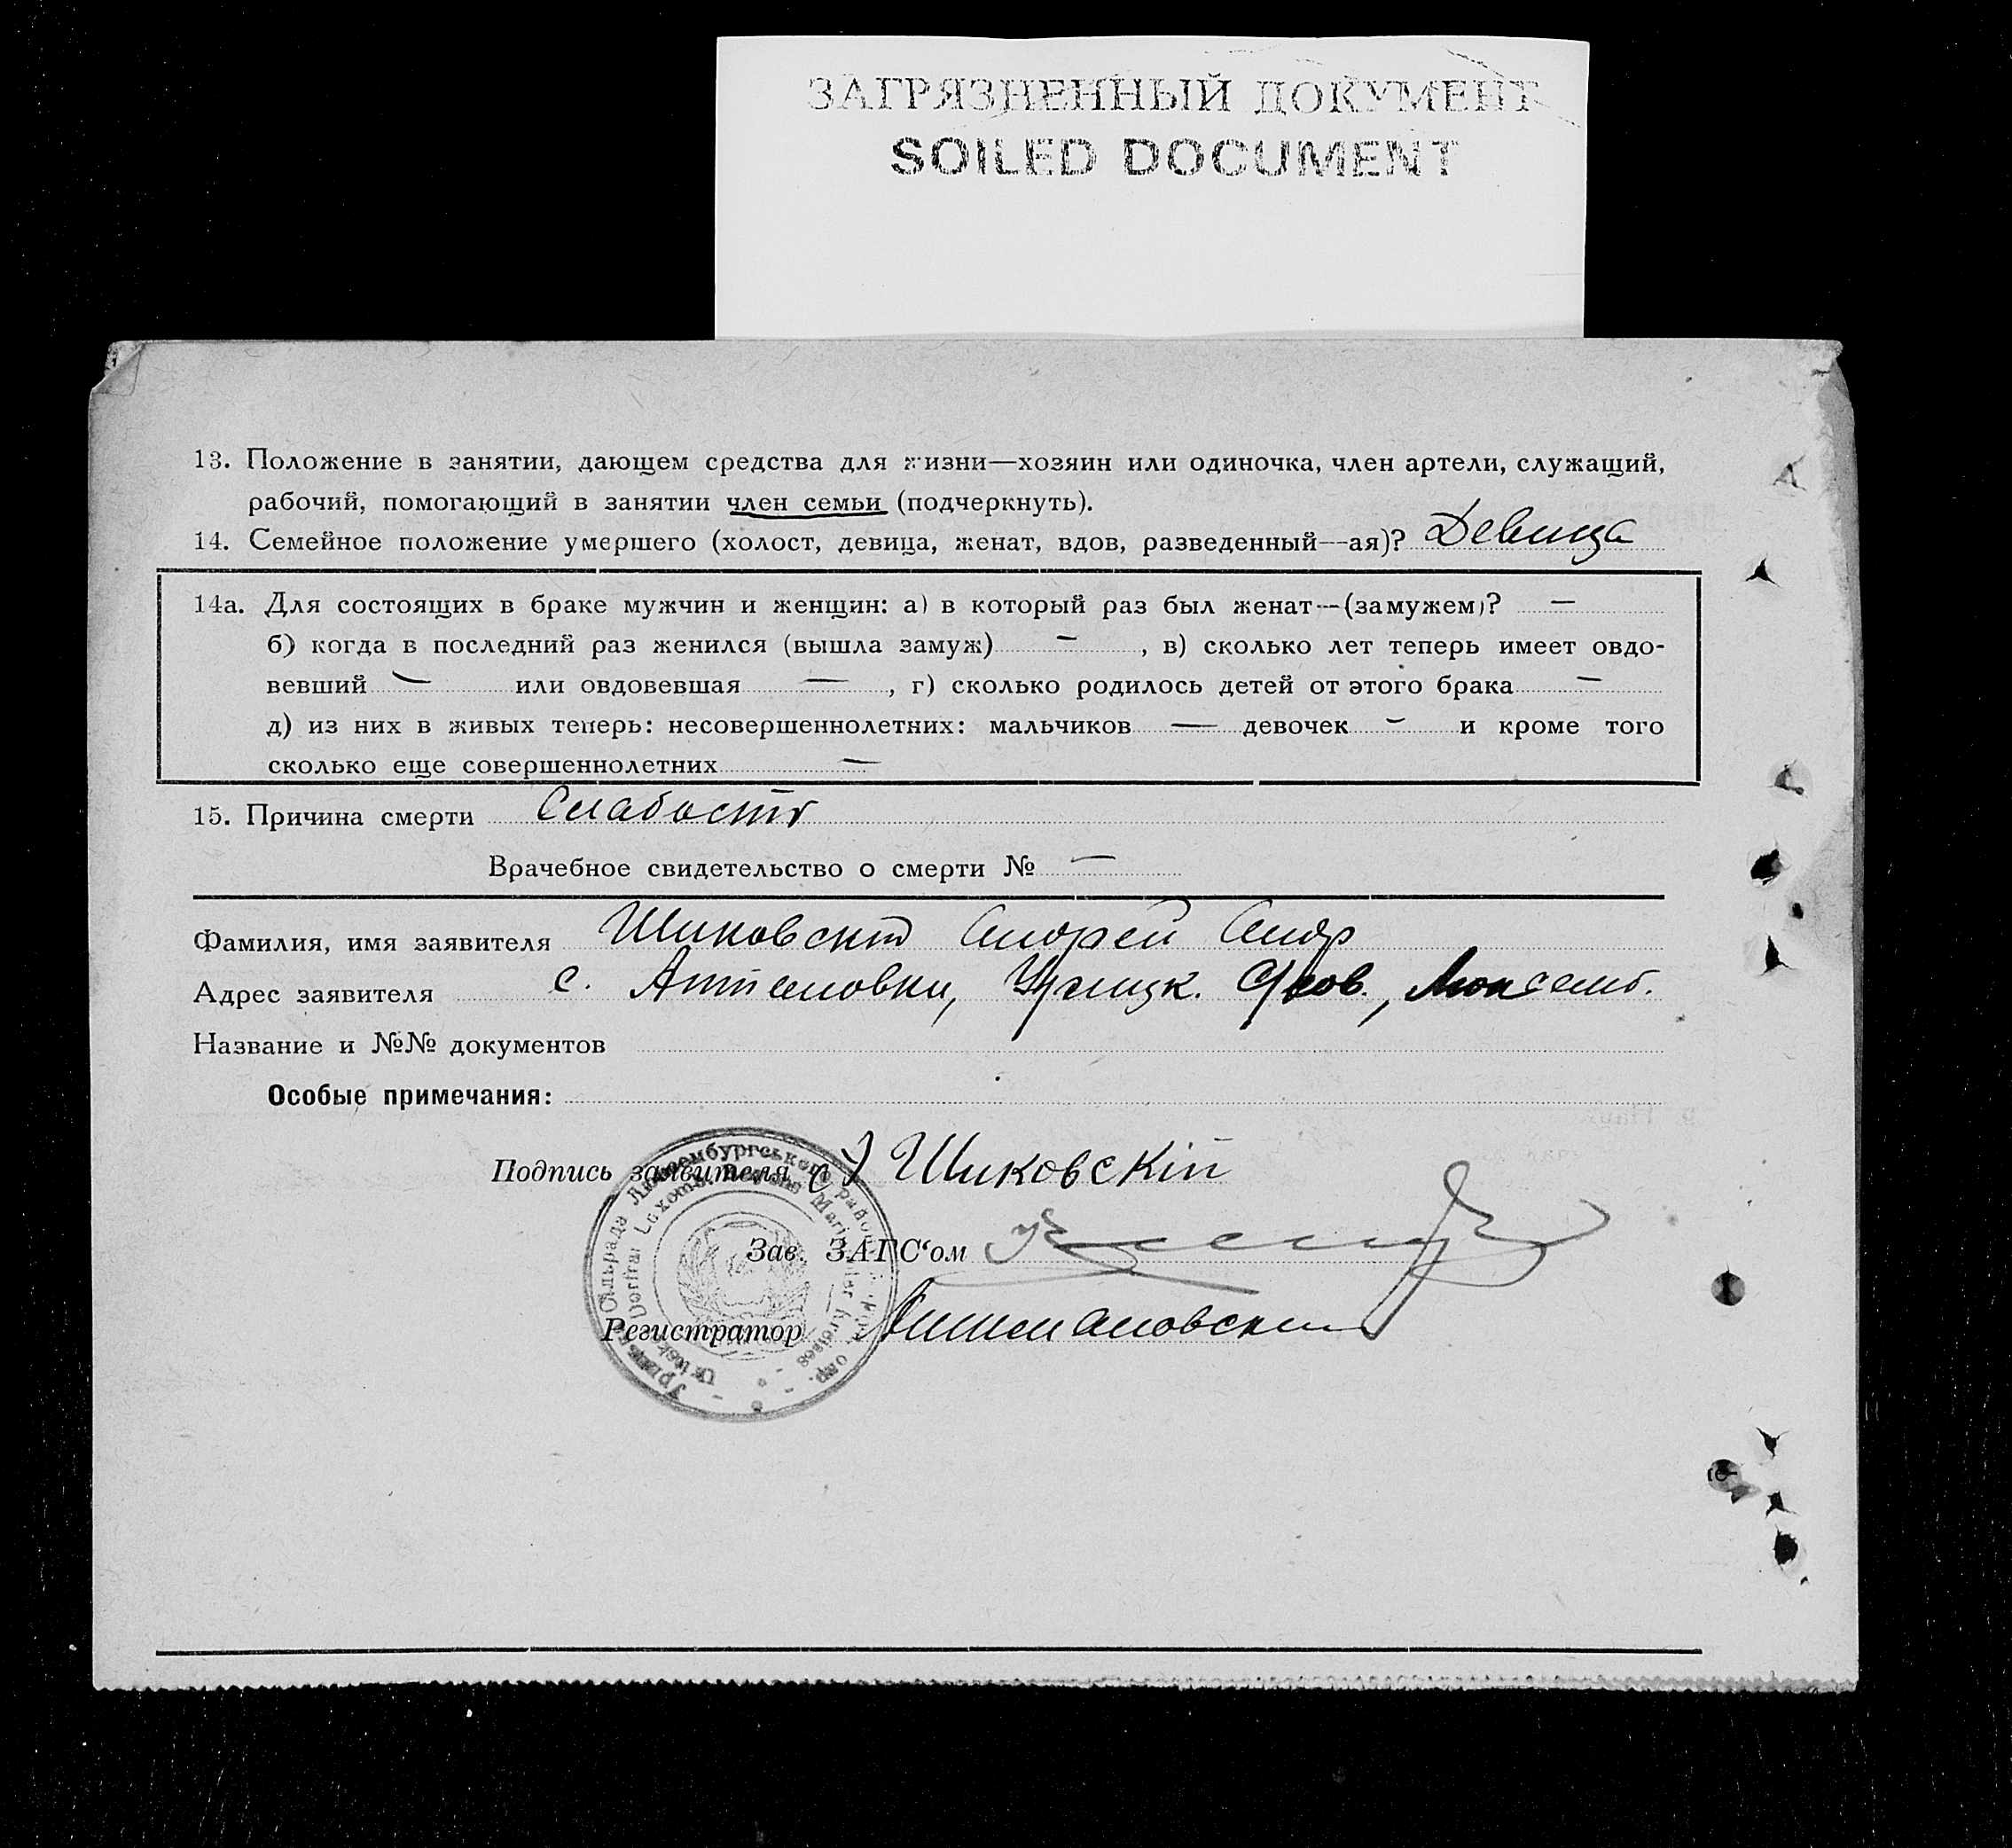 ЗАГРЯЗНЕННЫЙ ДОКУМЕНТ
SOILED DOCUMENT
13. Положение в занятии, дающем средства для жизни—хозяин или одиночка, член артели, служащий,
рабочий, помогающий в занятии член семьи (подчеркнуть).
14. Семейное положение умершего (холост, девица, женат, вдов, разведенный—ая)? Девица
14а. Для состоящих в браке мужчин и женщин: а) в который раз был женат—(замужем)? —
б) когда в последний раз женился (вышла замуж) —, в) сколько лет теперь имеет овдо-
вевший — или овдовевшая —, г) сколько родилось детей от этого брака —
д) из них в живых теперь: несовершеннолетних: мальчиков — девочек — и кроме того
сколько еще совершеннолетних —
15. Причина смерти Слабость
Врачебное свидетельство о смерти № —
Фамилия, имя заявителя Шиковский Андрей Андр
Адрес заявителя с.
Название и №№ документов
Особые примечания:
Подпись заявителя Шиковскій
Зав. ЗАГС‘ом
Регистратор